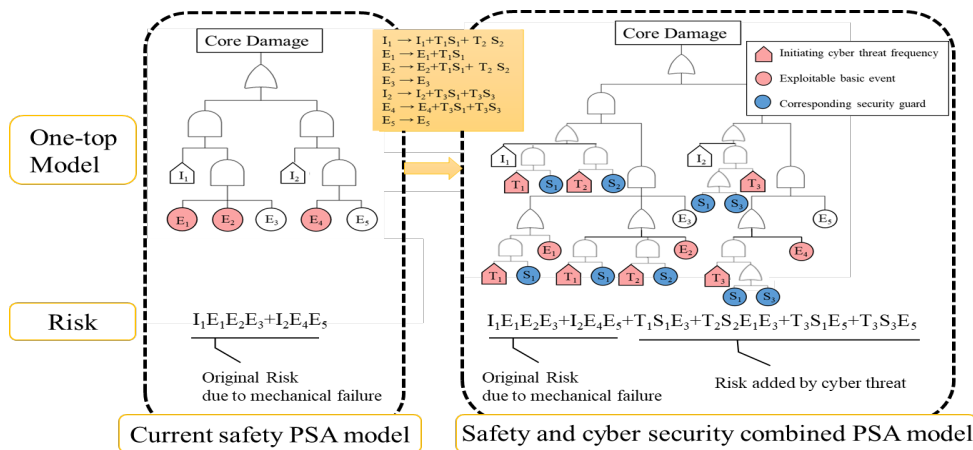 Core Damage
I₁ → I₁+T₁S₁+ T₂ S₂
E₁ → E₁+T₁S₁
E₂ → E₂+T₁S₁+ T₂ S₂
E₃ → E₃
I₂ → I₂+T₃S₁+T₃S₃
E₄ → E₄+T₃S₁+T₃S₃
E₅ → E₅
Core Damage
Initiating cyber threat frequency
Exploitable basic event
Corresponding security guard
One-top
Model
I₁
I₂
E₁ E₂ E₃ E₄ E₅
I₁
I₂
T₁ S₁ T₂ S₂ T₃
S₁ S₃
E₃ E₅
E₁ E₂ E₄
T₁ S₁ T₁ S₁ T₂ S₂ T₃
S₁ S₃
Risk
I₁E₁E₂E₃+I₂E₄E₅
I₁E₁E₂E₃+I₂E₄E₅+T₁S₁E₃+T₂S₂E₁E₃+T₃S₁E₅+T₃S₃E₅
Original Risk
due to mechanical failure
Original Risk
due to mechanical failure
Risk added by cyber threat
Current safety PSA model
Safety and cyber security combined PSA model